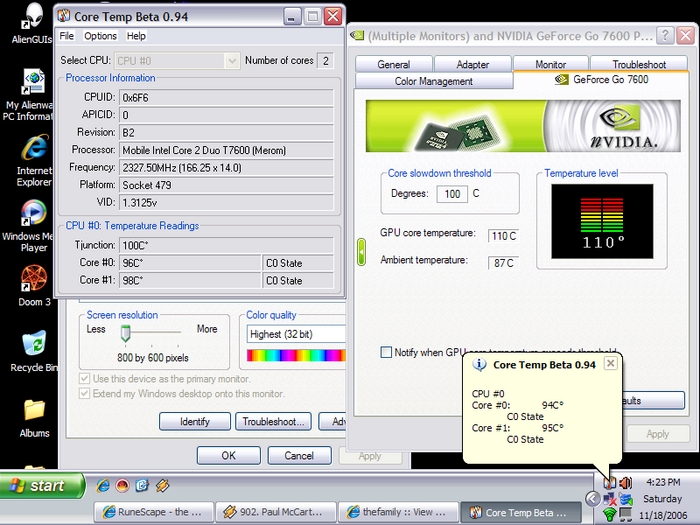 AlienGUIs
My Alienwa
PC Informat
Internet
Explorer
Windows Me
Player
Doom 3
Recycle Bin
Albums
Core Temp Beta 0.94
File Options Help
Select CPU: CPU #0 Number of cores 2
Processor Information
CPUID: 0x6F6
APICID: 0
Revision: B2
Processor: Mobile Intel Core 2 Duo T7600 (Merom)
Frequency: 2327.50MHz (166.25 x 14.0)
Platform: Socket 479
VID: 1.3125v
CPU #0: Temperature Readings
Tjunction: 100C°
Core #0: 96C° C0 State
Core #1: 98C° C0 State
Screen resolution
Less More
800 by 600 pixels
Color quality
Highest (32 bit)
Use this device as the primary monitor.
Extend my Windows desktop onto this monitor.
Identify Troubleshoot... Adv
OK Cancel Apply
(Multiple Monitors) and NVIDIA GeForce Go 7600 P...
General Adapter Monitor Troubleshoot
Color Management GeForce Go 7600
nVIDIA.
Core slowdown threshold
Degrees: 100 C
Temperature level
110°
GPU core temperature: 110 C
Ambient temperature: 87 C
Notify when GPU core temperature exceeds threshold
aults
Apply
Core Temp Beta 0.94
CPU #0
Core #0: 94C°
C0 State
Core #1: 95C°
C0 State
start
RuneScape - the ... 902. Paul McCart... thefamily :: View ... Core Temp Beta ...
4:23 PM
Saturday
11/18/2006